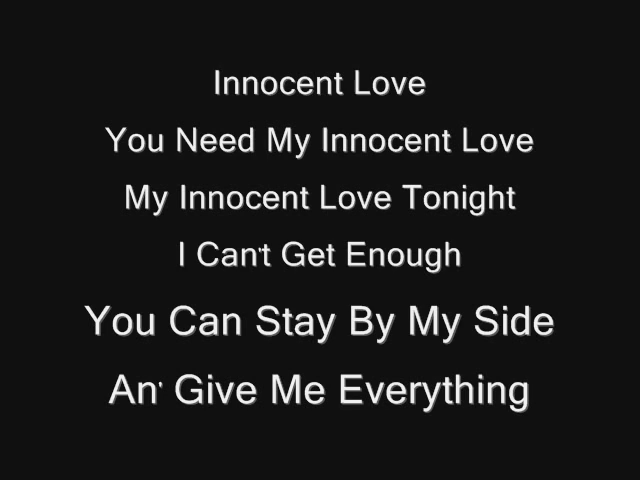 Innocent Love
You Need My Innocent Love
My Innocent Love Tonight
I Can't Get Enough
You Can Stay By My Side
An' Give Me Everything